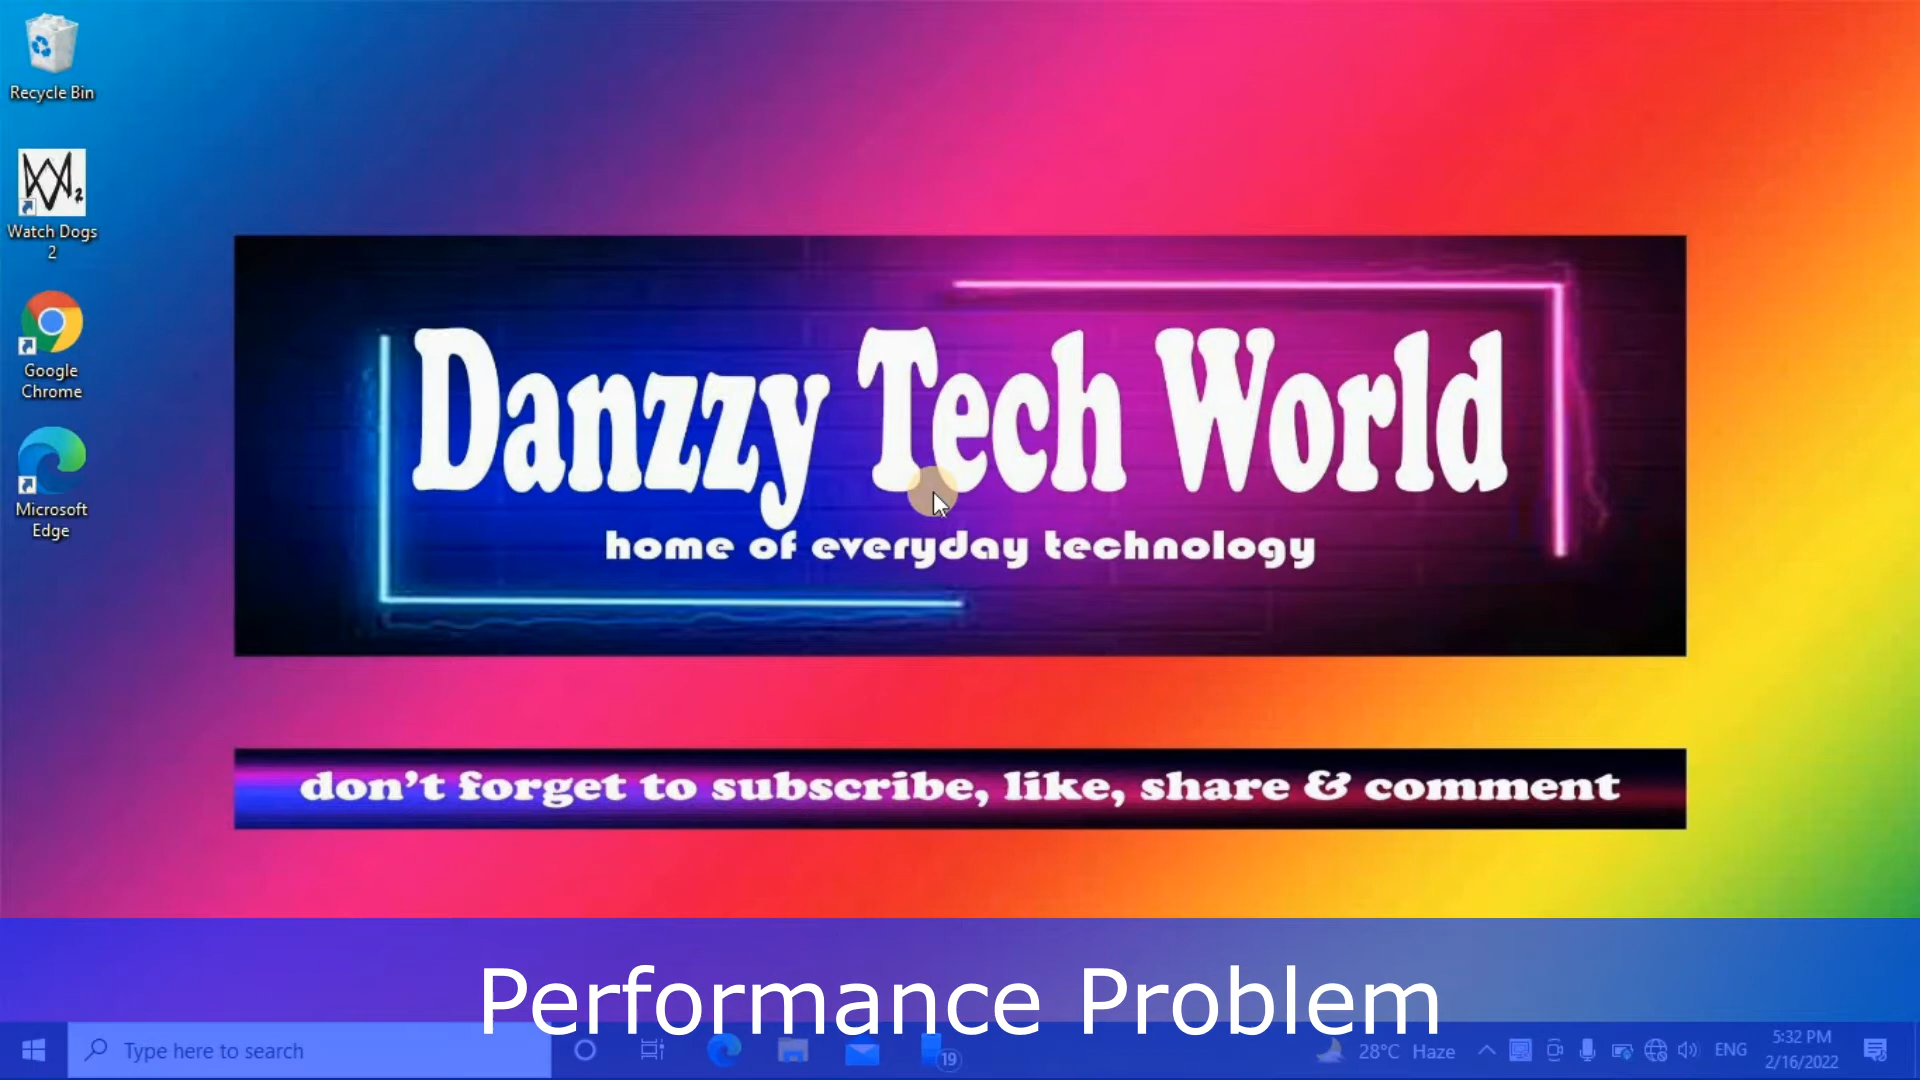 Recycle Bin
Watch Dogs
2
Google
Chrome
Microsoft
Edge
Danzzy Tech World
home of everyday technology
don't forget to subscribe, like, share & comment
Performance Problem
Type here to search
19
28°C Haze
ENG
5:32 PM
2/16/2022